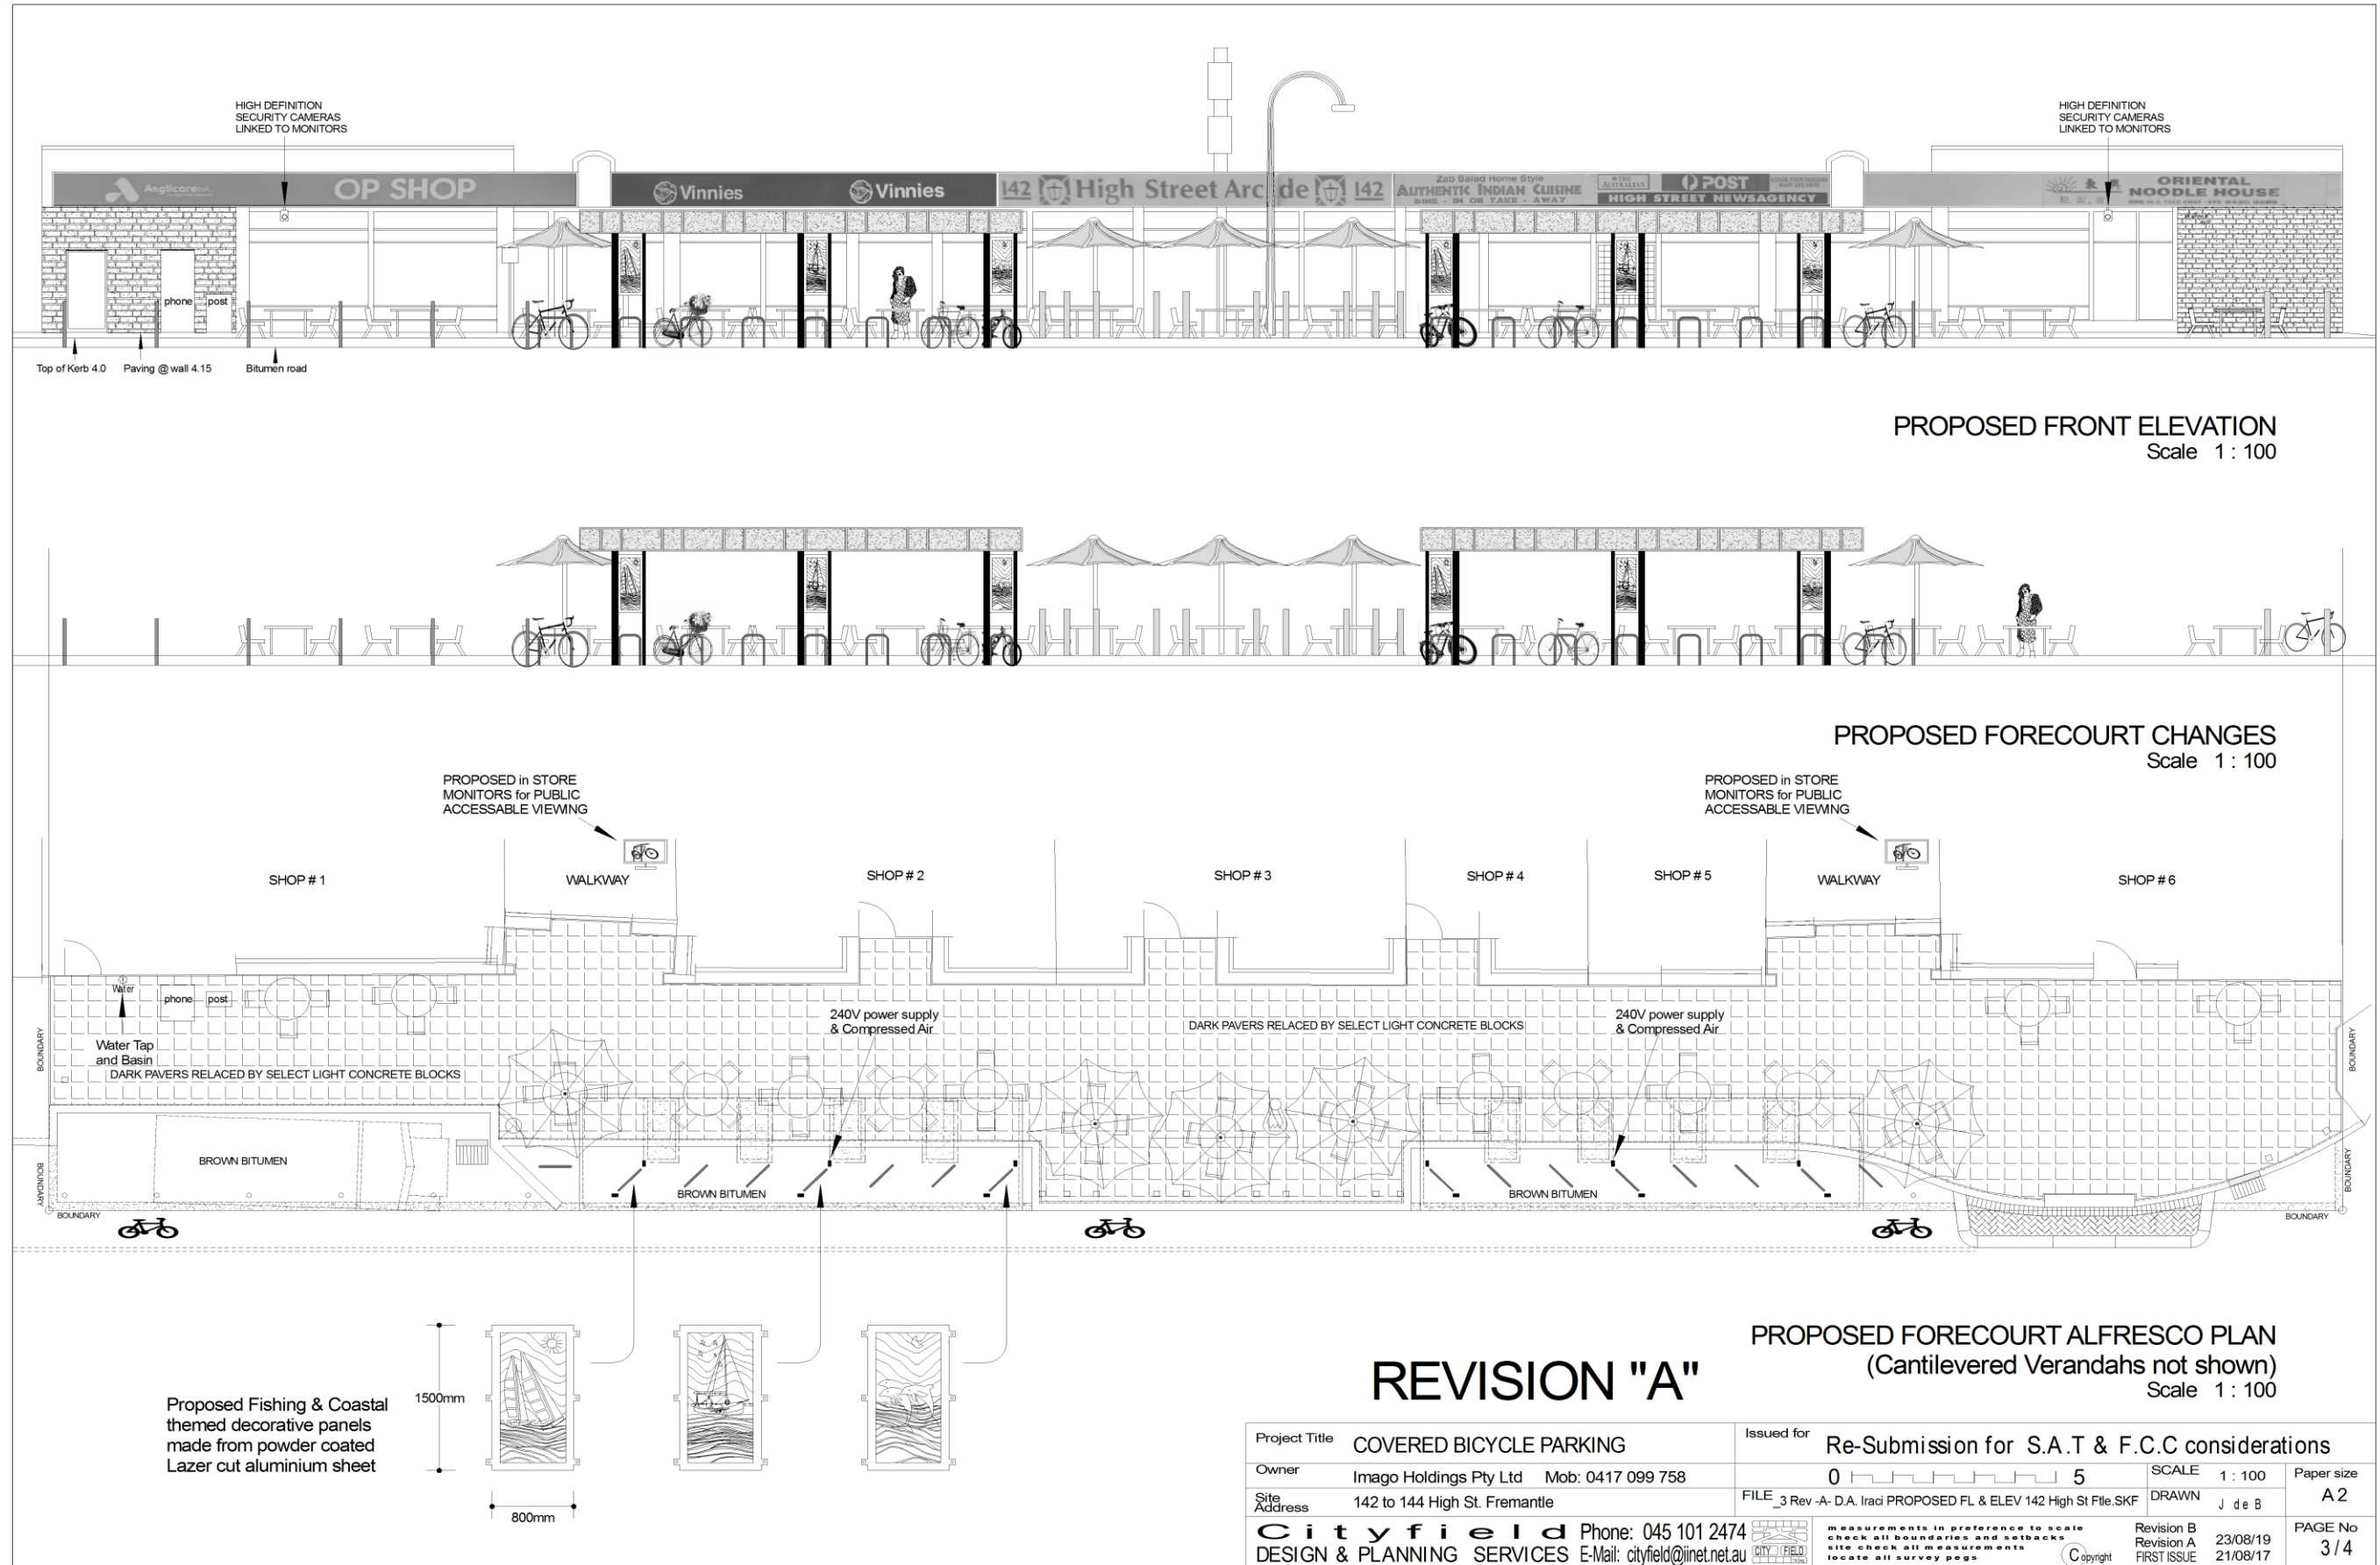 HIGH DEFINITION
SECURITY CAMERAS
LINKED TO MONITORS
HIGH DEFINITION
SECURITY CAMERAS
LINKED TO MONITORS
AnglicareWA
OP SHOP
Vinnies
Vinnies
142 High Street Arc de 142
Zab Salad Home Style
AUTHENTIC INDIAN CUISINE
DINE - IN OR TAKE - AWAY
THE AUSTRALIAN
POST
HIGH STREET NEWSAGENCY
ORIENTAL
NOODLE HOUSE
phone
post
Top of Kerb 4.0
Paving @ wall 4.15
Bitumen road
PROPOSED FRONT ELEVATION
Scale 1 : 100
PROPOSED FORECOURT CHANGES
Scale 1 : 100
PROPOSED in STORE
MONITORS for PUBLIC
ACCESSABLE VIEWING
PROPOSED in STORE
MONITORS for PUBLIC
ACCESSABLE VIEWING
SHOP # 1
WALKWAY
SHOP # 2
SHOP # 3
SHOP # 4
SHOP # 5
WALKWAY
SHOP # 6
Water
phone
post
Water Tap
and Basin
DARK PAVERS RELACED BY SELECT LIGHT CONCRETE BLOCKS
240V power supply
& Compressed Air
DARK PAVERS RELACED BY SELECT LIGHT CONCRETE BLOCKS
240V power supply
& Compressed Air
BOUNDARY
BOUNDARY
BROWN BITUMEN
BROWN BITUMEN
BROWN BITUMEN
BOUNDARY
BOUNDARY
BOUNDARY
BOUNDARY
Proposed Fishing & Coastal
themed decorative panels
made from powder coated
Lazer cut aluminium sheet
1500mm
800mm
REVISION "A"
PROPOSED FORECOURT ALFRESCO PLAN
(Cantilevered Verandahs not shown)
Scale 1 : 100
Project Title COVERED BICYCLE PARKING
Issued for Re-Submission for S.A.T & F.C.C considerations
Owner Imago Holdings Pty Ltd Mob: 0417 099 758
0 5
SCALE 1 : 100
Paper size
A2
Site
Address 142 to 144 High St. Fremantle
FILE_3 Rev -A- D.A. Iraci PROPOSED FL & ELEV 142 High St Ftle.SKF
DRAWN J de B
Cityfield Phone: 045 101 2474
DESIGN & PLANNING SERVICES E-Mail: cityfield@iinet.net.au
CITY FIELD
measurements in preference to scale
check all boundaries and setbacks
site check all measurements
locate all survey pegs
Copyright
Revision B
Revision A 23/08/19
FIRST ISSUE 21/08/17
PAGE No
3 / 4